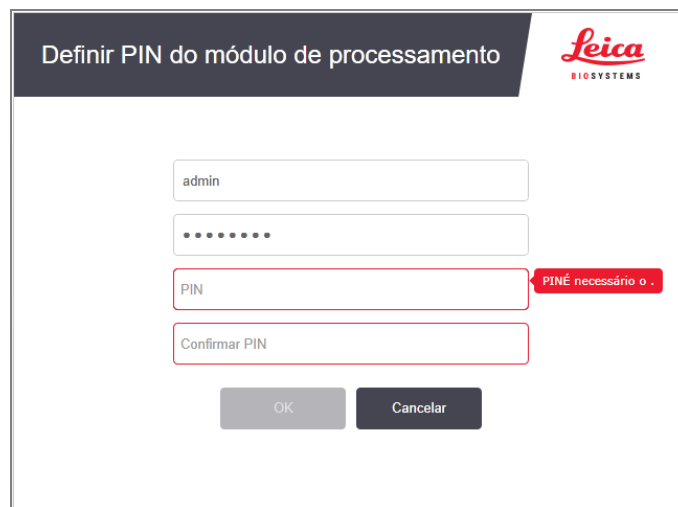 Definir PIN do módulo de processamento
Leica
BIOSYSTEMS
admin
PIN
PINÉ necessário o .
Confirmar PIN
OK
Cancelar